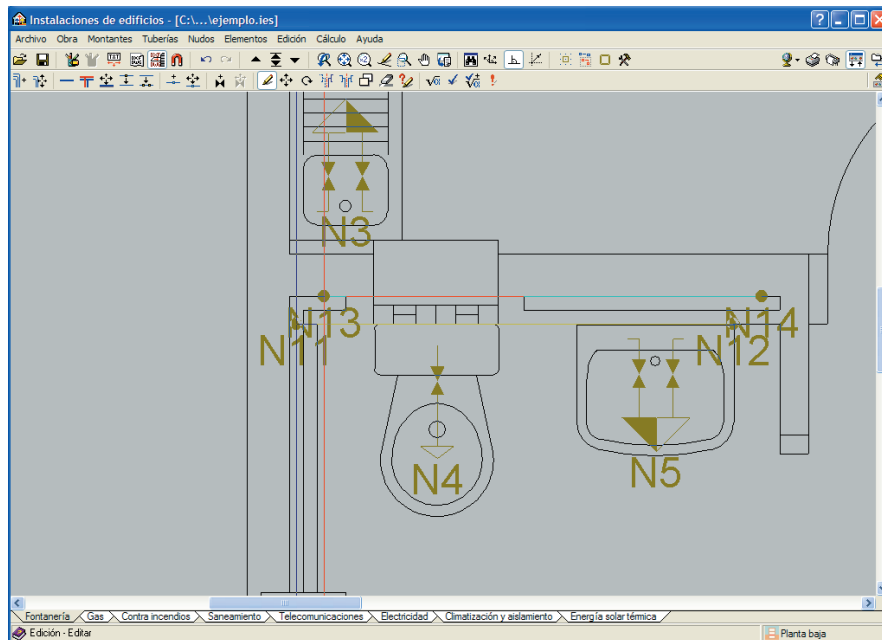 Instalaciones de edificios - [C:\...\ejemplo.ies]
Archivo Obra Montantes Tuberías Nudos Elementos Edición Cálculo Ayuda
N3
N13
N14
N11
N12
N4
N5
Fontanería Gas Contra incendios Saneamiento Telecomunicaciones Electricidad Climatización y aislamiento Energía solar térmica
Edición - Editar
Planta baja